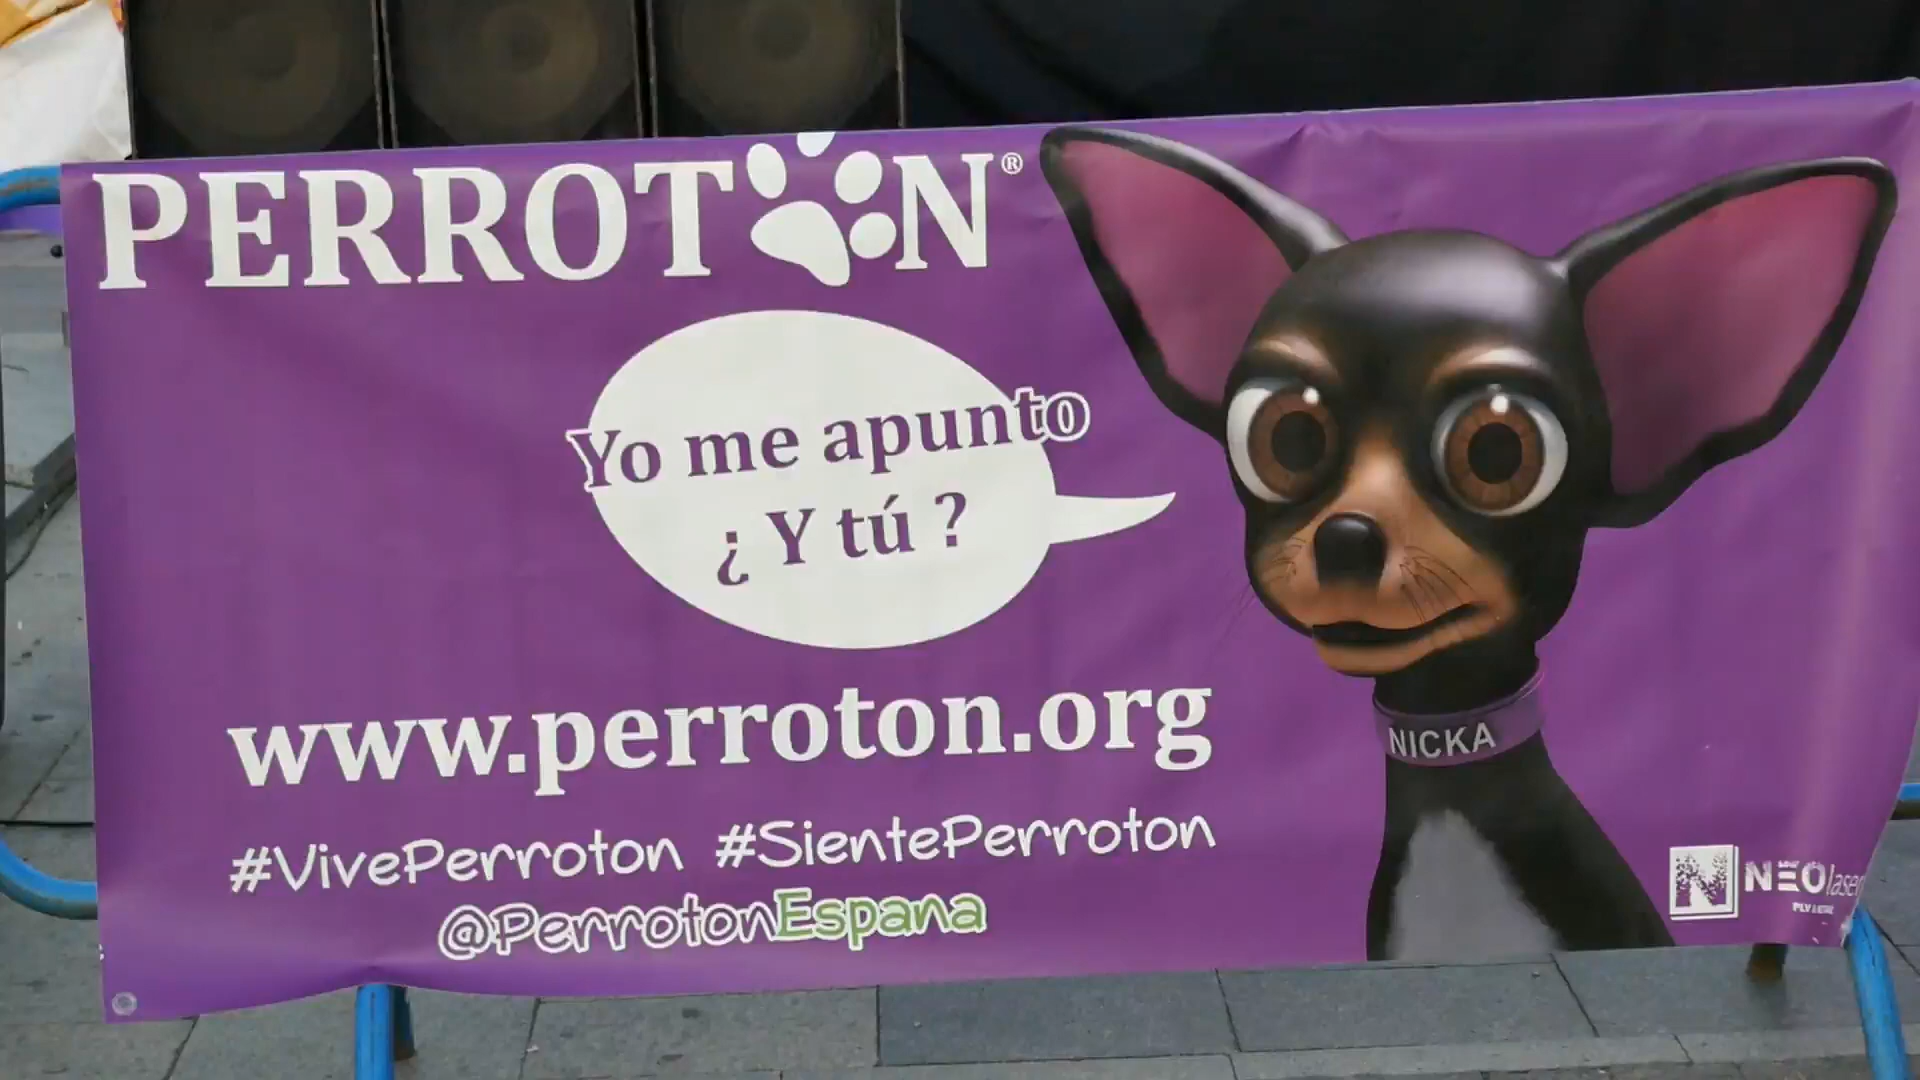 PERROTON®
Yo me apunto
¿ Y tú ?
www.perroton.org
NICKA
#VivePerroton #SientePerroton
@PerrotonEspana
N NEOlaser